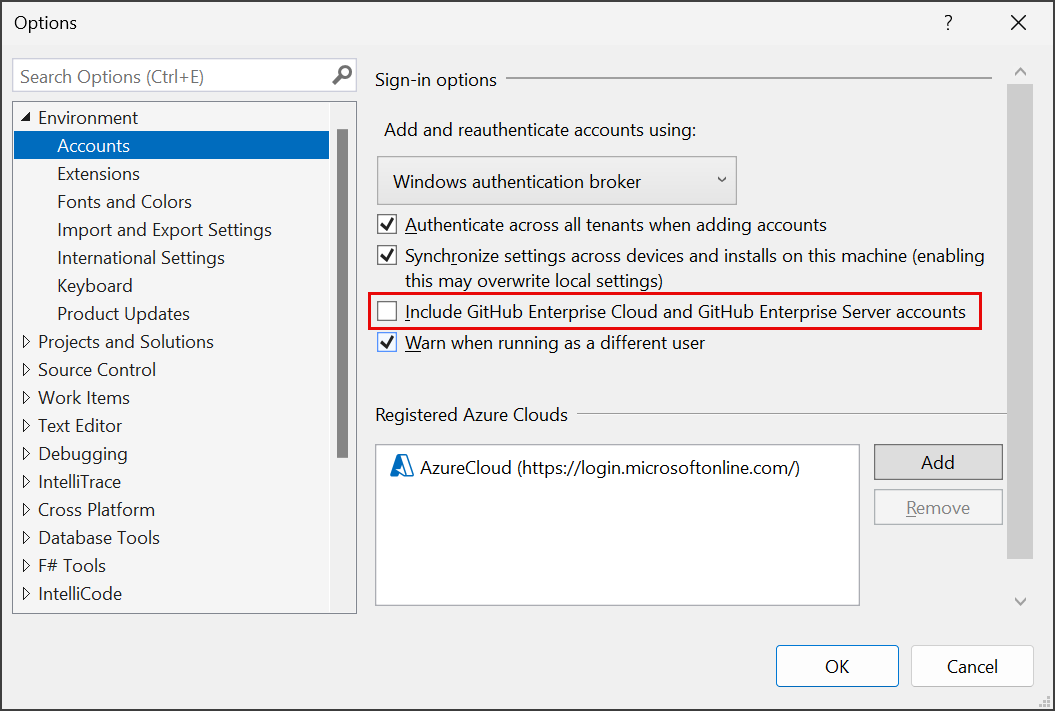 Options
?
Search Options (Ctrl+E)
Environment
Accounts
Extensions
Fonts and Colors
Import and Export Settings
International Settings
Keyboard
Product Updates
Projects and Solutions
Source Control
Work Items
Text Editor
Debugging
IntelliTrace
Cross Platform
Database Tools
F# Tools
IntelliCode
Sign-in options
Add and reauthenticate accounts using:
Windows authentication broker
Authenticate across all tenants when adding accounts
Synchronize settings across devices and installs on this machine (enabling
this may overwrite local settings)
Include GitHub Enterprise Cloud and GitHub Enterprise Server accounts
Warn when running as a different user
Registered Azure Clouds
AzureCloud (https://login.microsoftonline.com/)
Add
Remove
OK
Cancel